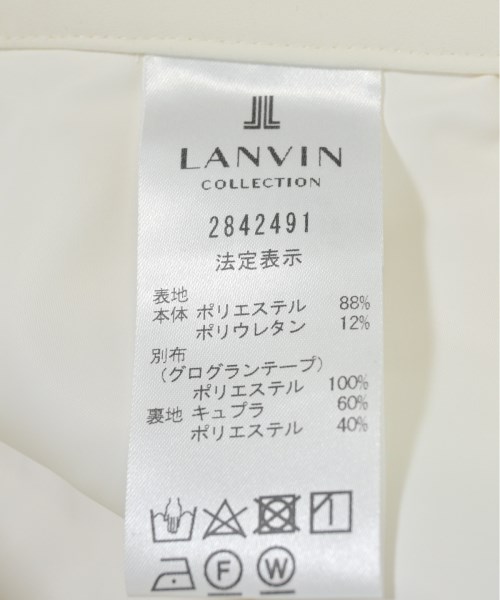 LANVIN
COLLECTION
2842491
法定表示
表地
本体 ポリエステル 88%
ポリウレタン 12%
別布
(グログランテープ)
ポリエステル 100%
裏地 キュプラ 60%
ポリエステル 40%
F W